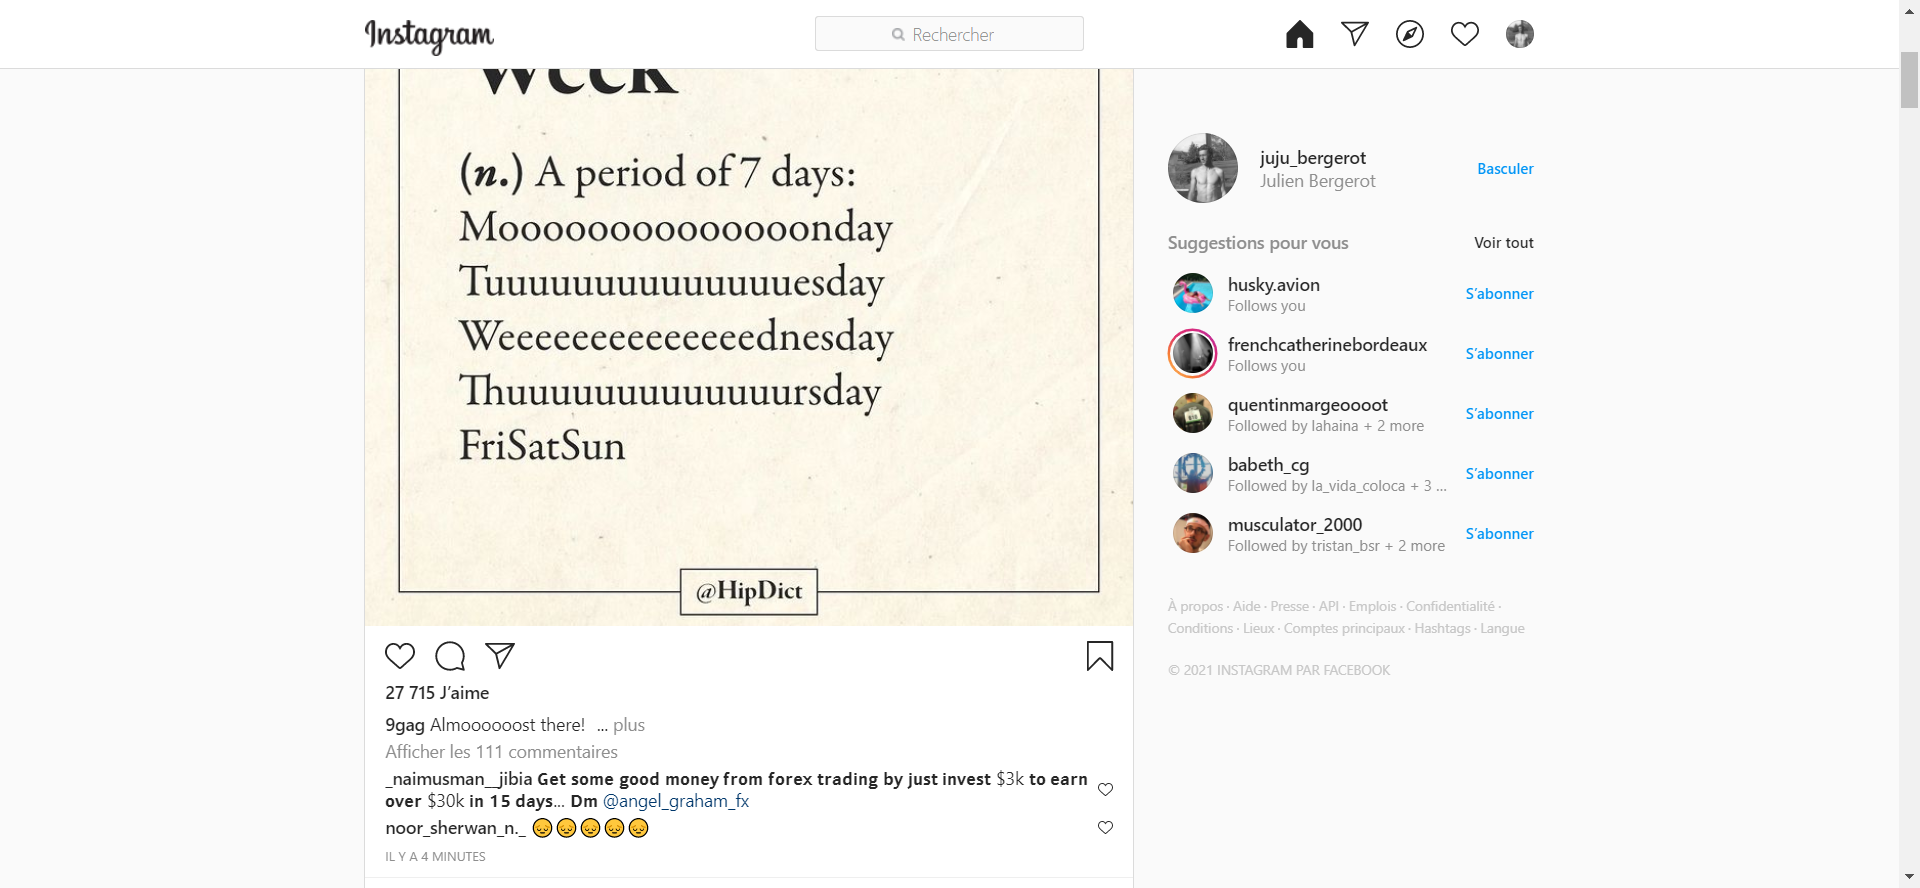 Instagram
Rechercher
Week
(n.) A period of 7 days:
Moooooooooooooonday
Tuuuuuuuuuuuuuuesday
Weeeeeeeeeeeeeednesday
Thuuuuuuuuuuuuursday
FriSatSun
@HipDict
27 715 J’aime
9gag Almoooooost there! ... plus
Afficher les 111 commentaires
_naimusman__jibia Get some good money from forex trading by just invest $3k to earn
over $30k in 15 days... Dm @angel_graham_fx
noor_sherwan_n._ 😔😔😔😔😔
IL Y A 4 MINUTES
juju_bergerot
Julien Bergerot
Basculer
Suggestions pour vous
Voir tout
husky.avion
Follows you
S’abonner
frenchcatherinebordeaux
Follows you
S’abonner
quentinmargeoooot
Followed by lahaina + 2 more
S’abonner
babeth_cg
Followed by la_vida_coloca + 3 ...
S’abonner
musculator_2000
Followed by tristan_bsr + 2 more
S’abonner
À propos · Aide · Presse · API · Emplois · Confidentialité ·
Conditions · Lieux · Comptes principaux · Hashtags · Langue
© 2021 INSTAGRAM PAR FACEBOOK